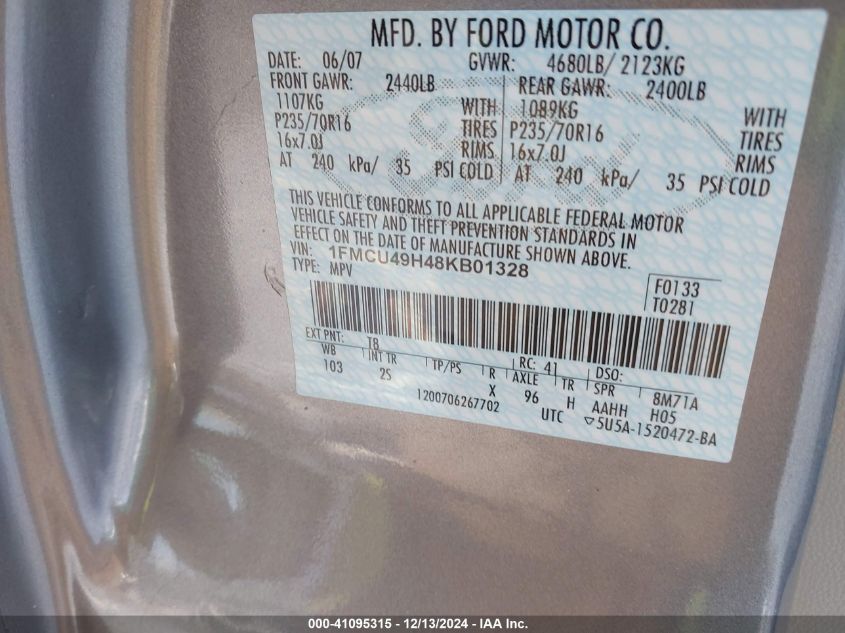 MFD. BY FORD MOTOR CO.
DATE: 06/07 GVWR: 4680LB/ 2123KG
FRONT GAWR: 2440LB REAR GAWR: 2400LB
1107KG WITH 1089KG WITH
P235/70R16 TIRES P235/70R16 TIRES
16x7.0J RIMS 16x7.0J RIMS
AT 240 kPa/ 35 PSI COLD AT 240 kPa/ 35 PSI COLD
THIS VEHICLE CONFORMS TO ALL APPLICABLE FEDERAL MOTOR
VEHICLE SAFETY AND THEFT PREVENTION STANDARDS IN
EFFECT ON THE DATE OF MANUFACTURE SHOWN ABOVE.
VIN: 1FMCU49H48KB01328
TYPE: MPV
F0133
T0281
EXT PNT: T8 RC: 41 DSO:
WB INT TR TP/PS R AXLE TR SPR 8M71A
103 2S X 96 H AAHH H05
1200706267702 UTC ▽5U5A-1520472-BA
000-41095315 - 12/13/2024 - IAA Inc.